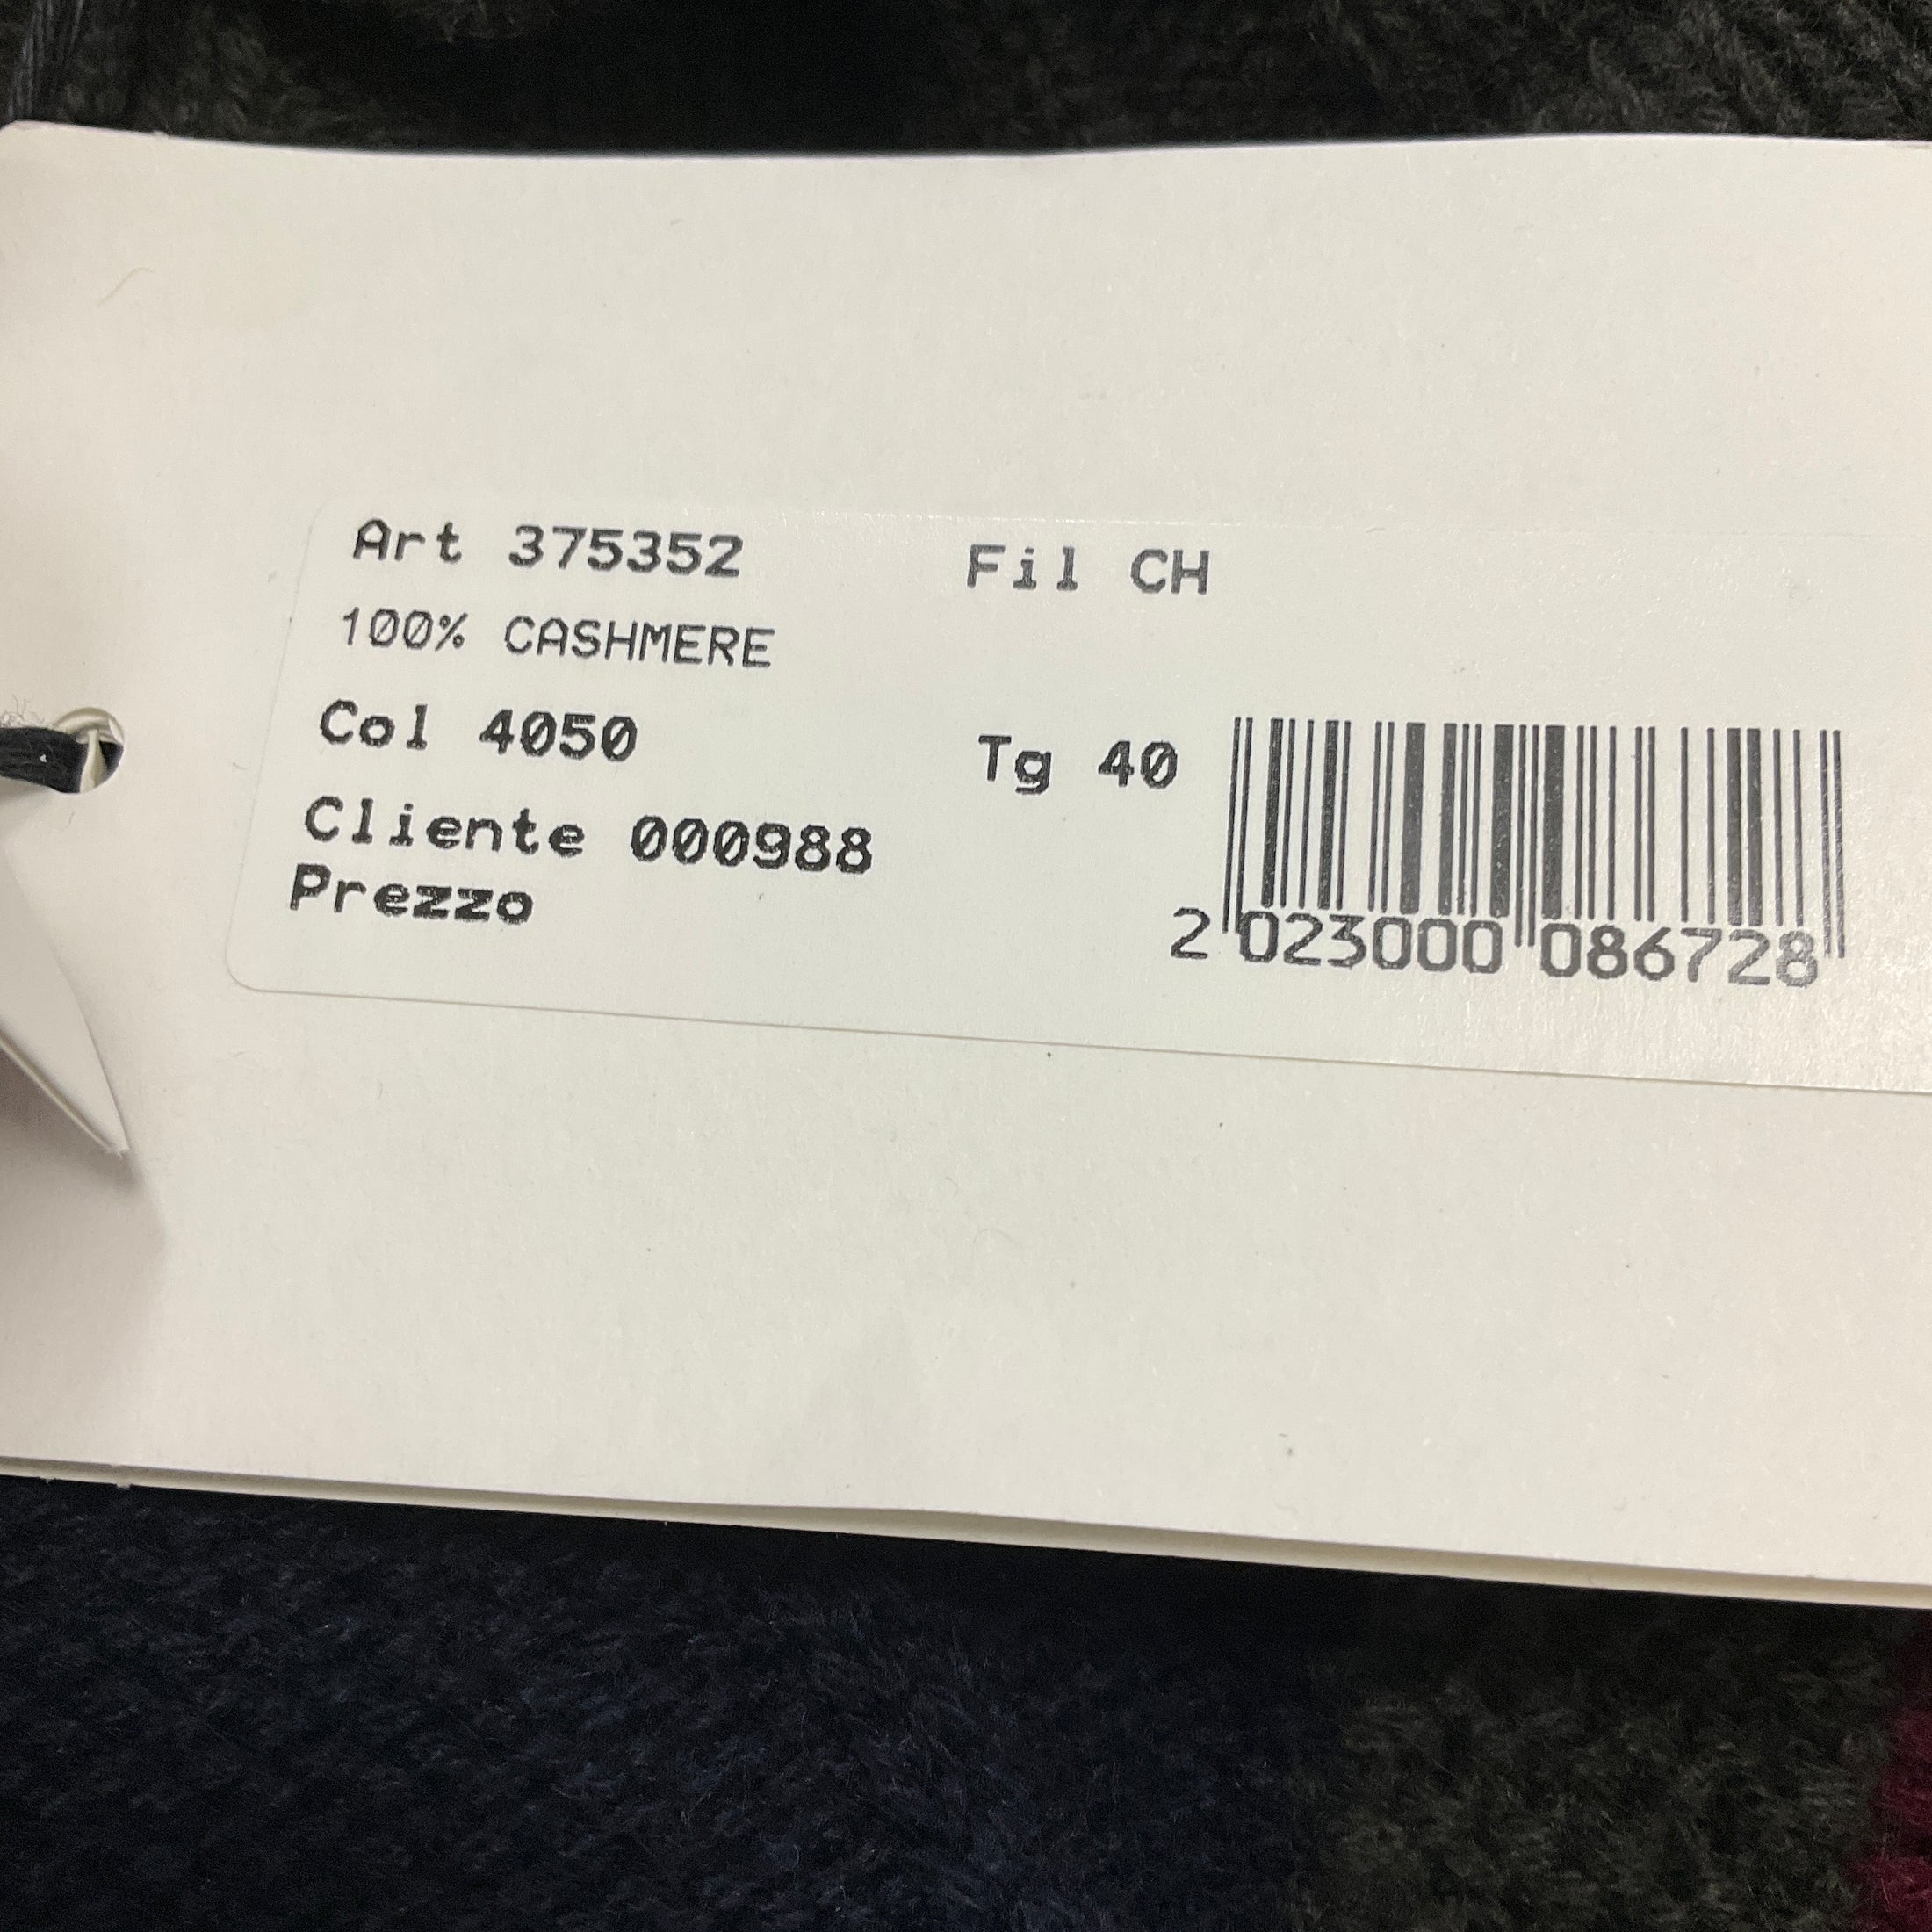 Art 375352 Fil CH
100% CASHMERE
Col 4050 Tg 40
Cliente 000988
Prezzo
2 023000 086728